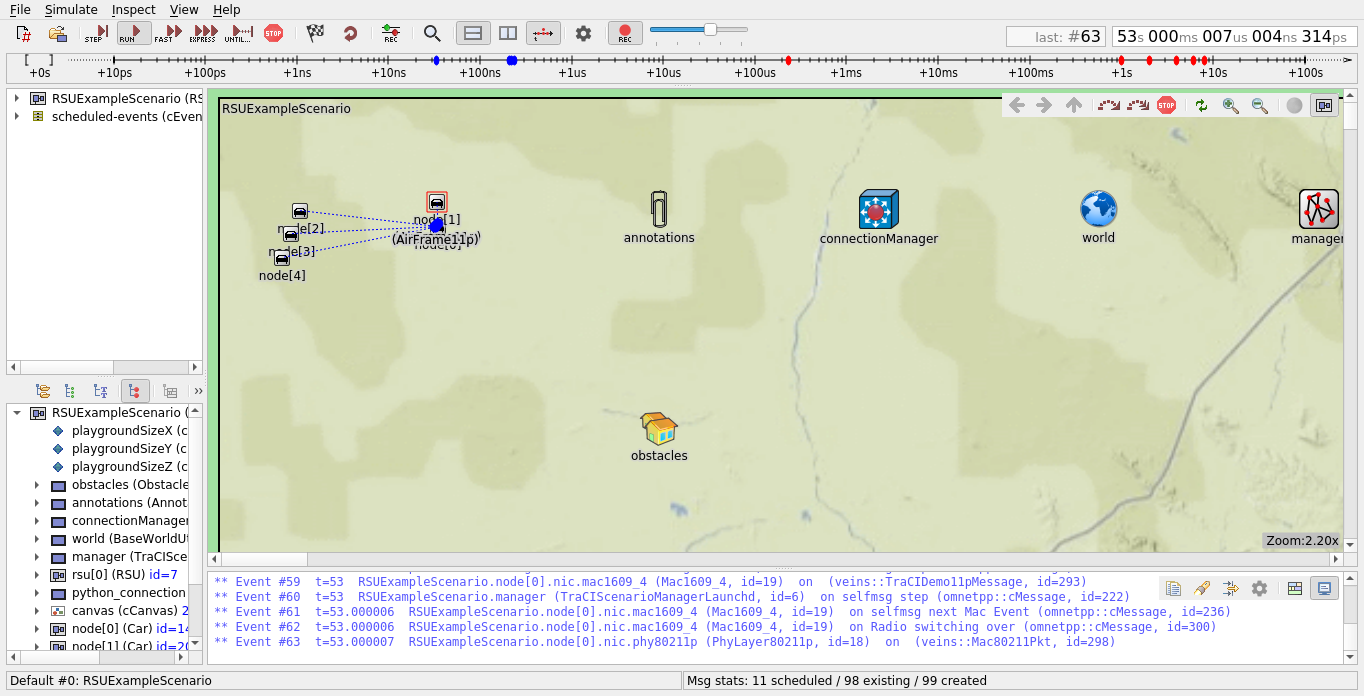 File Simulate Inspect View Help
STEP RUN FAST EXPRESS UNTIL... STOP REC REC
last: #63 53s 000ms 007us 004ns 314ps
+0s +10ps +100ps +1ns +10ns +100ns +1us +10us +100us +1ms +10ms +100ms +1s +10s +100s
RSUExampleScenario (RS
scheduled-events (cEven
RSUExampleScenario
STOP
node[1]
node[2]
(AirFrame11p)
node[3]
node[4]
annotations
connectionManager
world
manager
obstacles
Zoom:2.20x
RSUExampleScenario (
playgroundSizeX (c
playgroundSizeY (c
playgroundSizeZ (c
obstacles (Obstacle
annotations (Annot
connectionManager
world (BaseWorldUt
manager (TraCISce
rsu[0] (RSU) id=7
python_connection
canvas (cCanvas) 2
node[0] (Car) id=14
node[1] (Car) id=20
** Event #59 t=53 RSUExampleScenario.node[0].nic.mac1609_4 (Mac1609_4, id=19) on (veins::TraCIDemo11pMessage, id=293)
** Event #60 t=53 RSUExampleScenario.manager (TraCIScenarioManagerLaunchd, id=6) on selfmsg step (omnetpp::cMessage, id=222)
** Event #61 t=53.000006 RSUExampleScenario.node[0].nic.mac1609_4 (Mac1609_4, id=19) on selfmsg next Mac Event (omnetpp::cMessage, id=236)
** Event #62 t=53.000006 RSUExampleScenario.node[0].nic.mac1609_4 (Mac1609_4, id=19) on Radio switching over (omnetpp::cMessage, id=300)
** Event #63 t=53.000007 RSUExampleScenario.node[0].nic.phy80211p (PhyLayer80211p, id=18) on (veins::Mac80211Pkt, id=298)
Default #0: RSUExampleScenario
Msg stats: 11 scheduled / 98 existing / 99 created